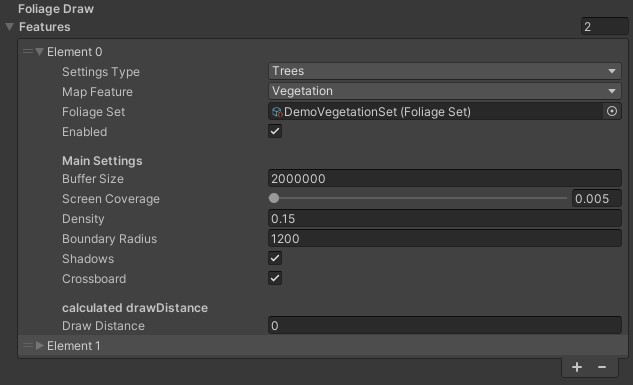 Foliage Draw
Features 2
Element 0
Settings Type Trees
Map Feature Vegetation
Foliage Set DemoVegetationSet (Foliage Set)
Enabled
Main Settings
Buffer Size 2000000
Screen Coverage 0.005
Density 0.15
Boundary Radius 1200
Shadows
Crossboard
calculated drawDistance
Draw Distance 0
Element 1